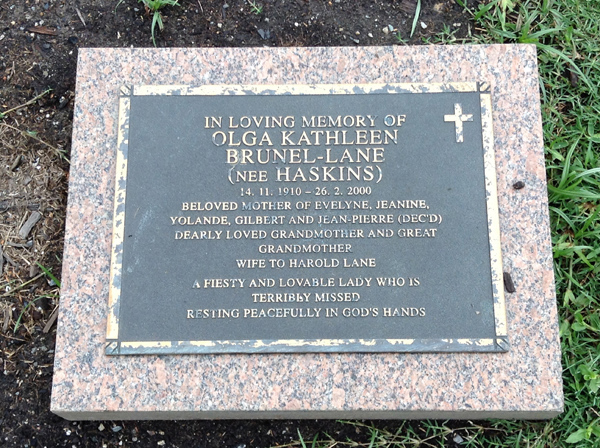 IN LOVING MEMORY OF
OLGA KATHLEEN
BRUNEL-LANE
(NEE HASKINS)
14. 11. 1910 – 26. 2. 2000
BELOVED MOTHER OF EVELYNE, JEANINE,
YOLANDE, GILBERT AND JEAN-PIERRE (DEC'D)
DEARLY LOVED GRANDMOTHER AND GREAT
GRANDMOTHER
WIFE TO HAROLD LANE
A FIESTY AND LOVABLE LADY WHO IS
TERRIBLY MISSED
RESTING PEACEFULLY IN GOD'S HANDS